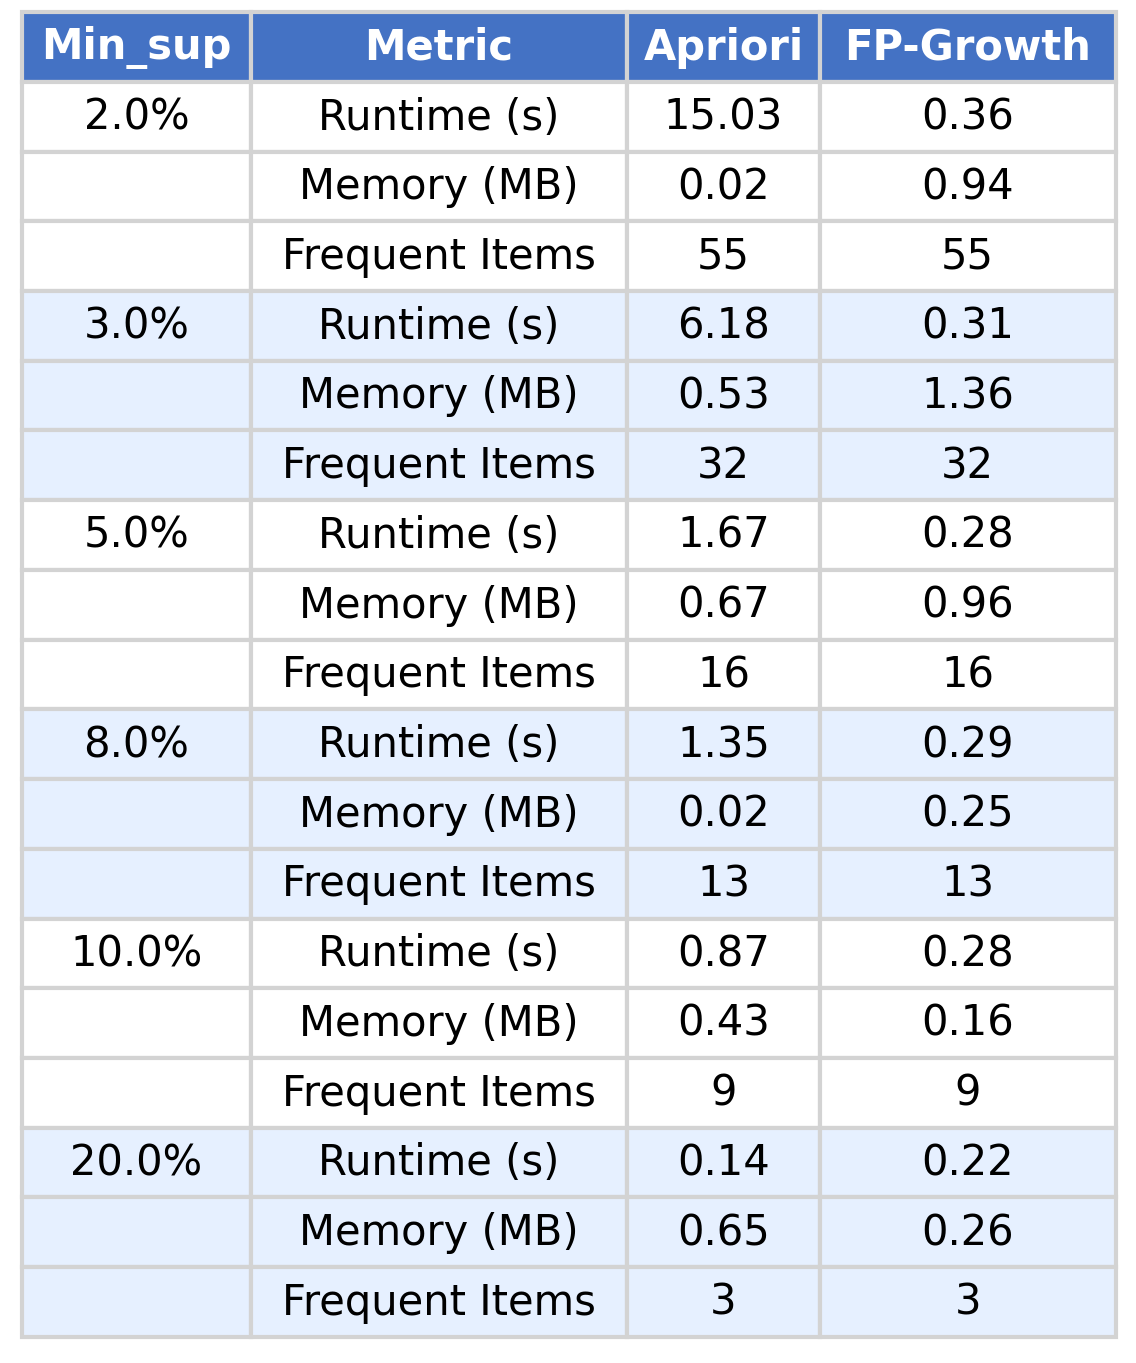 Min_sup Metric Apriori FP-Growth
2.0% Runtime (s) 15.03 0.36
Memory (MB) 0.02 0.94
Frequent Items 55 55
3.0% Runtime (s) 6.18 0.31
Memory (MB) 0.53 1.36
Frequent Items 32 32
5.0% Runtime (s) 1.67 0.28
Memory (MB) 0.67 0.96
Frequent Items 16 16
8.0% Runtime (s) 1.35 0.29
Memory (MB) 0.02 0.25
Frequent Items 13 13
10.0% Runtime (s) 0.87 0.28
Memory (MB) 0.43 0.16
Frequent Items 9 9
20.0% Runtime (s) 0.14 0.22
Memory (MB) 0.65 0.26
Frequent Items 3 3